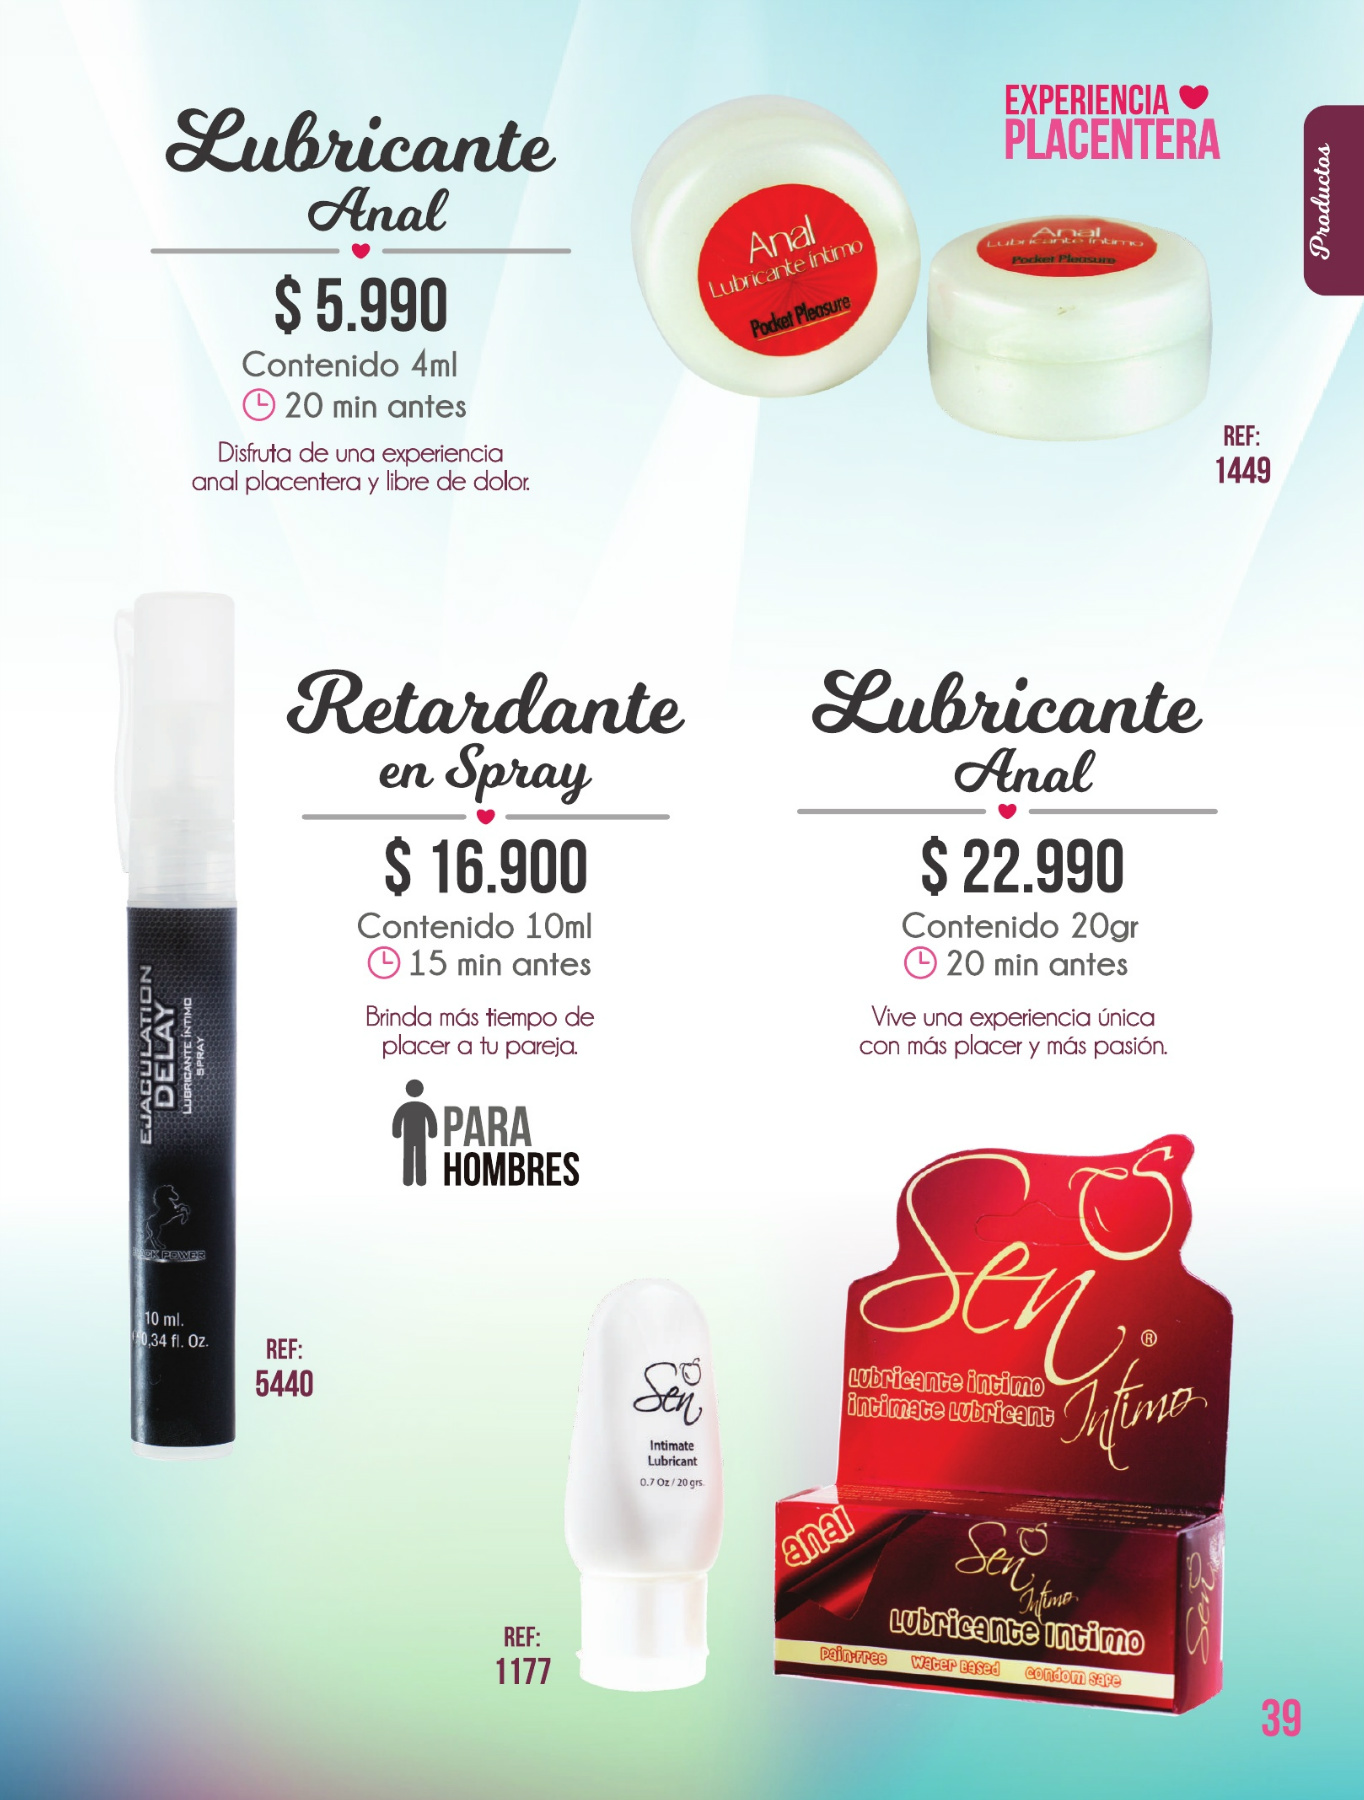 Lubricante
Anal
$ 5.990
Contenido 4ml
20 min antes
Disfruta de una experiencia
anal placentera y libre de dolor.
EXPERIENCIA
PLACENTERA
Productos
Anal
Lubricante íntimo
Pocket Pleasure
Anal
Lubricante íntimo
Pocket Pleasure
REF:
1449
Retardante
en Spray
$ 16.900
Contenido 10ml
15 min antes
Brinda más tiempo de
placer a tu pareja.
PARA
HOMBRES
EJACULATION
DELAY
LUBRICANTE ÍNTIMO
SPRAY
POWER
10 ml.
0,34 fl. Oz.
REF:
5440
Lubricante
Anal
$ 22.990
Contenido 20gr
20 min antes
Vive una experiencia única
con más placer y más pasión.
Sen
Intimate
Lubricant
0.7 Oz / 20 grs.
REF:
1177
Sen
®
Intimo
Lubricante intimo
intimate Lubricant
anal
Sen
Intimo
Lubricante intimo
pain-free water based condom safe
Sen
39